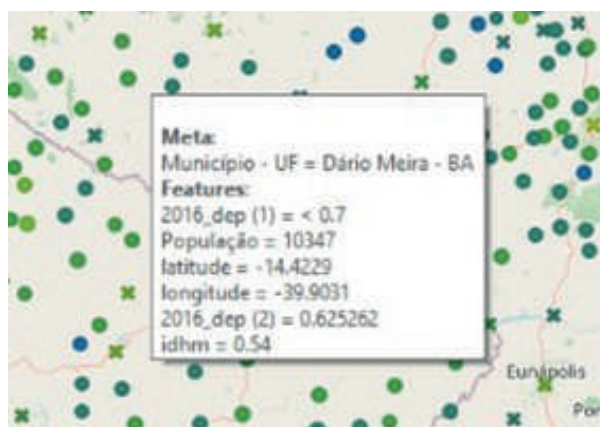 Meta:
Município - UF = Dário Meira - BA
Features:
2016_dep (1) = < 0.7
População = 10347
latitude = -14.4229
longitude = -39.9031
2016_dep (2) = 0.625262
idhm = 0.54
Eunápolis
Por